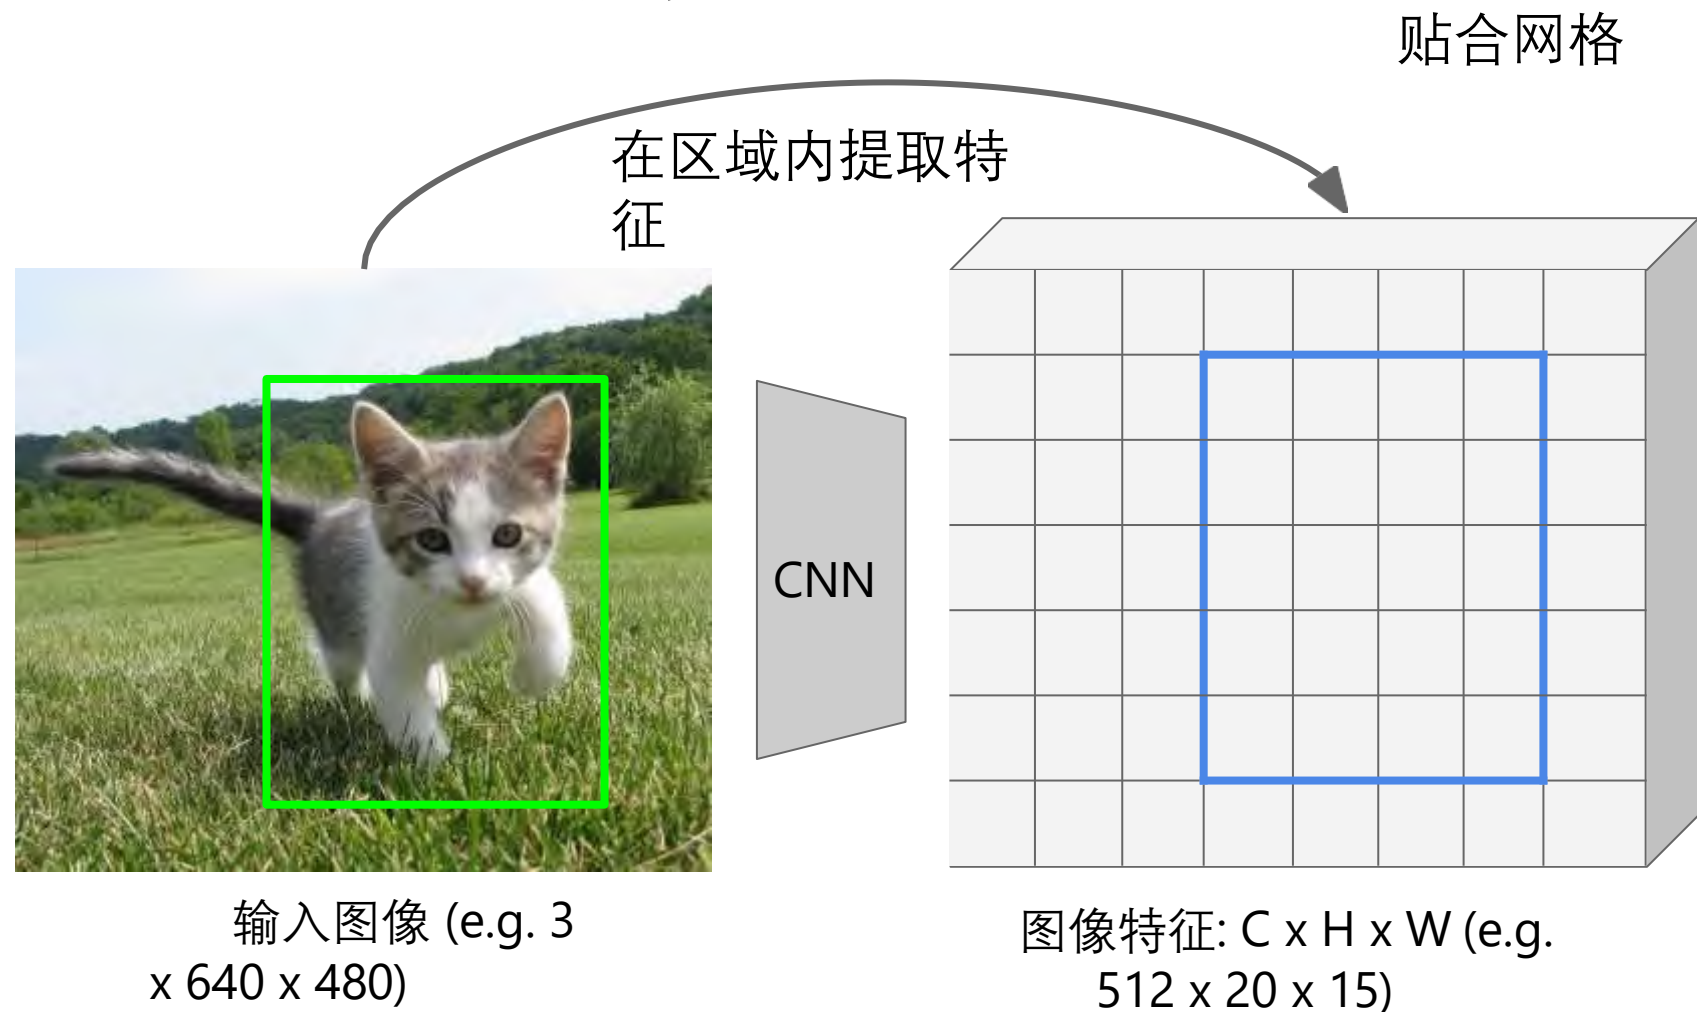 贴合网格
在区域内提取特
征
CNN
输入图像 (e.g. 3
x 640 x 480)
图像特征: C x H x W (e.g.
512 x 20 x 15)